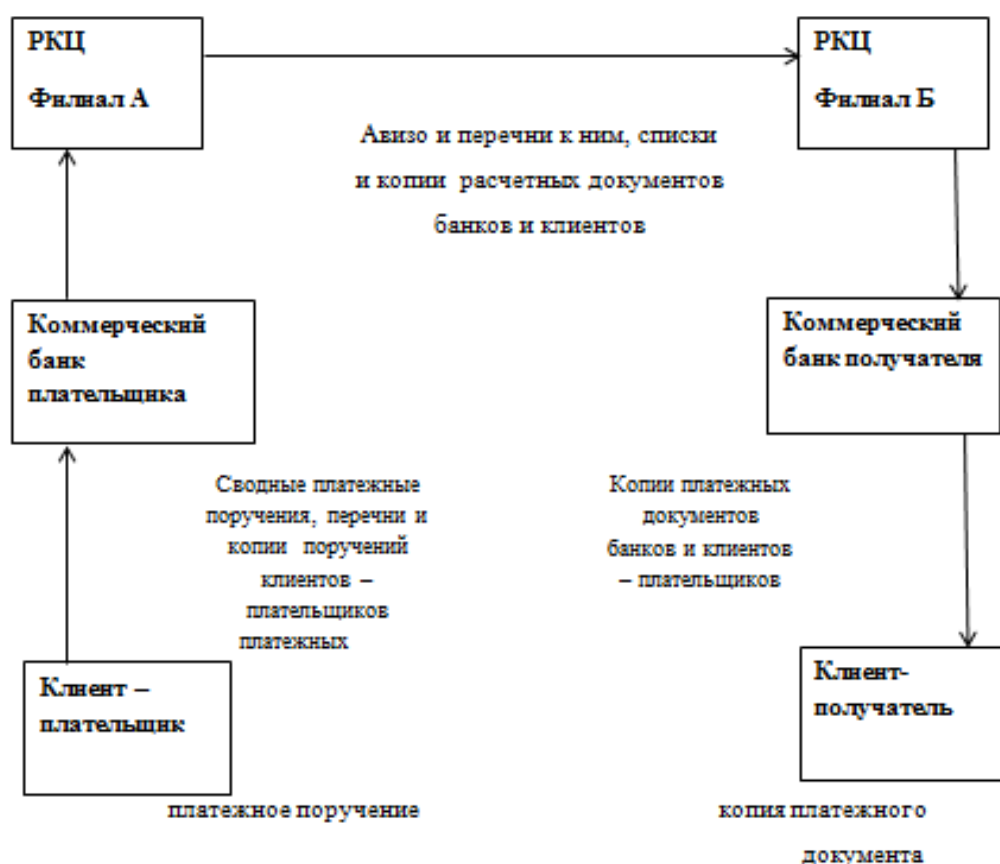 РКЦ
Филиал А
РКЦ
Филиал Б
Авизо и перечни к ним, списки
и копии расчетных документов
банков и клиентов
Коммерческий
банк
плательщика
Коммерческий
банк получателя
Сводные платежные
поручения, перечни и
копии поручений
клиентов –
плательщиков
платежных
Копии платежных
документов
банков и клиентов
– плательщиков
Клиент –
плательщик
Клиент-
получатель
платежное поручение
копия платежного
документа